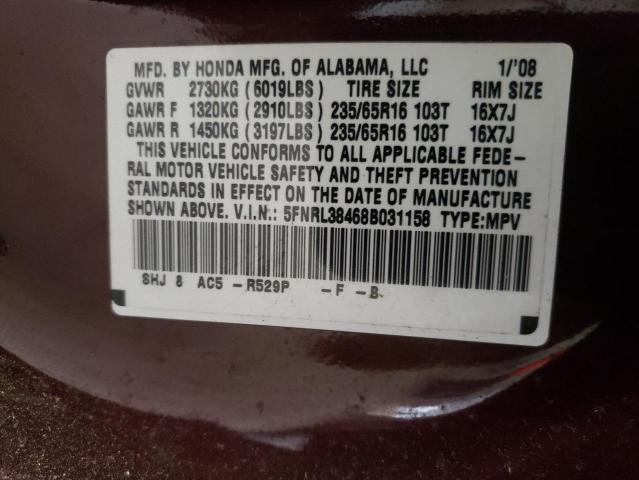 MFD. BY HONDA MFG. OF ALABAMA, LLC 1/'08
GVWR 2730KG (6019LBS) TIRE SIZE RIM SIZE
GAWR F 1320KG (2910LBS) 235/65R16 103T 16X7J
GAWR R 1450KG (3197LBS) 235/65R16 103T 16X7J
THIS VEHICLE CONFORMS TO ALL APPLICABLE FEDE-
RAL MOTOR VEHICLE SAFETY AND THEFT PREVENTION
STANDARDS IN EFFECT ON THE DATE OF MANUFACTURE
SHOWN ABOVE. V.I.N.: 5FNRL38468B031158 TYPE:MPV
SHJ 8 AC5 -R529P -F -B